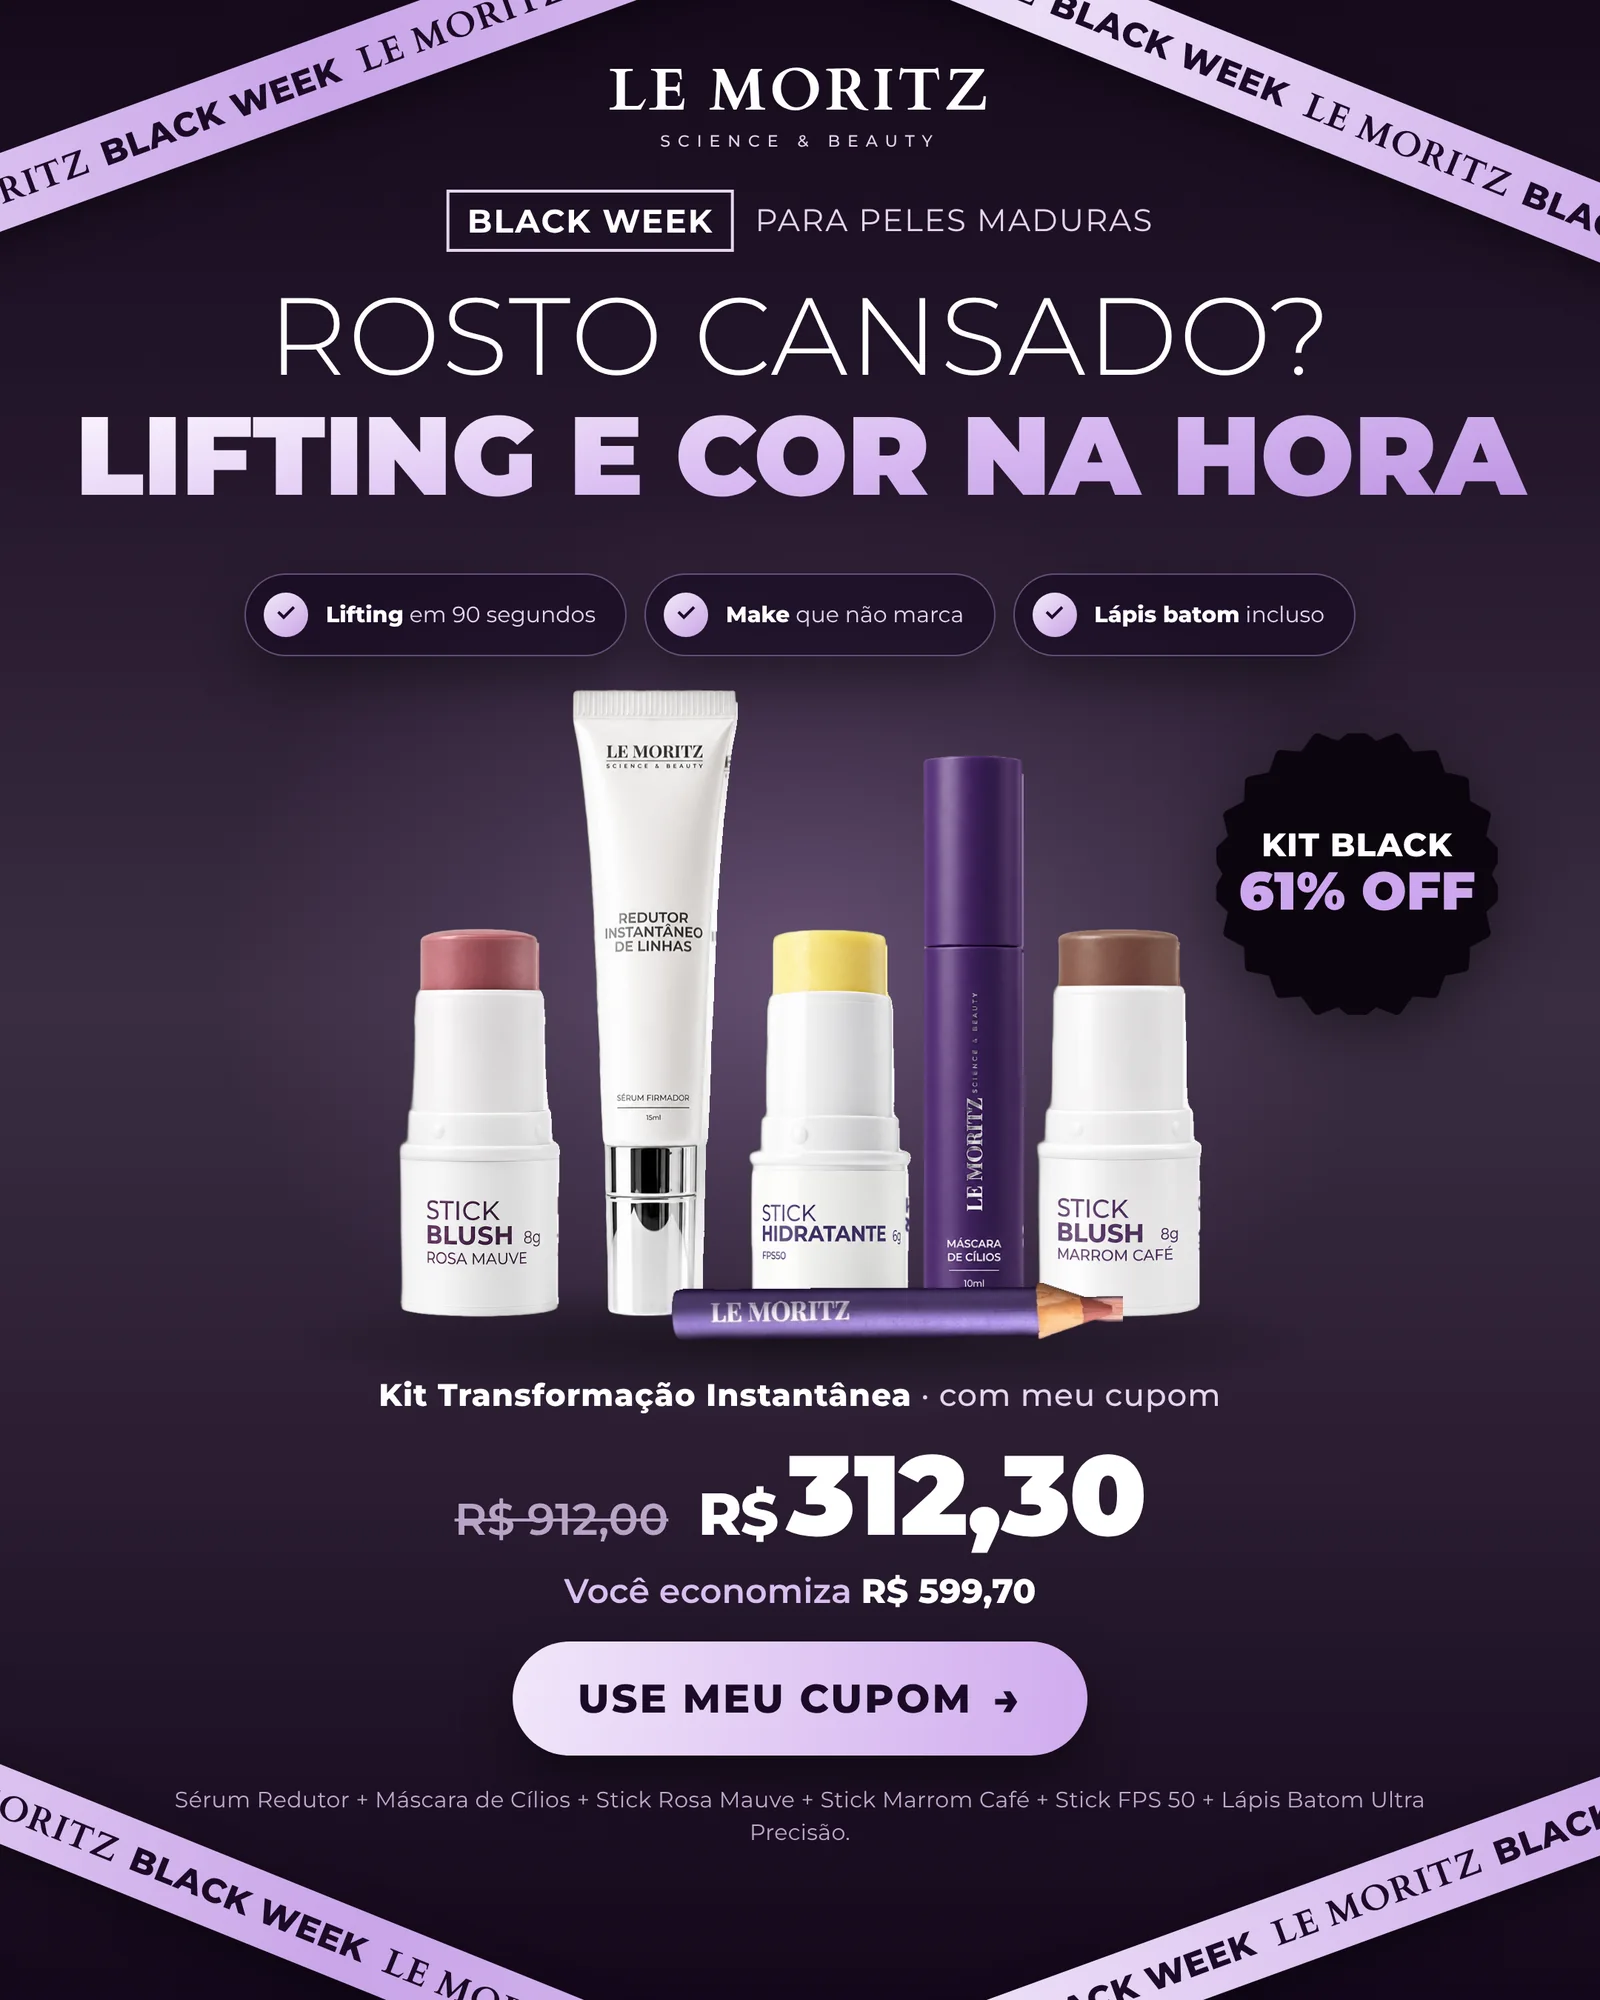 RITZ BLACK WEEK LE MORITZ
BLACK WEEK LE MORITZ BLACK
LE MORITZ
SCIENCE & BEAUTY
BLACK WEEK PARA PELES MADURAS
ROSTO CANSADO?
LIFTING E COR NA HORA
Lifting em 90 segundos
Make que não marca
Lápis batom incluso
LE MORITZ
SCIENCE & BEAUTY
REDUTOR
INSTANTÂNEO
DE LINHAS
SÉRUM FIRMADOR
15ml
KIT BLACK
61% OFF
STICK
BLUSH 8g
ROSA MAUVE
STICK
HIDRATANTE 6g
FPS50
LE MORITZ SCIENCE & BEAUTY
MÁSCARA
DE CÍLIOS
10ml
STICK
BLUSH 8g
MARROM CAFÉ
LE MORITZ
Kit Transformação Instantânea · com meu cupom
R$ 912,00 R$ 312,30
Você economiza R$ 599,70
USE MEU CUPOM →
Sérum Redutor + Máscara de Cílios + Stick Rosa Mauve + Stick Marrom Café + Stick FPS 50 + Lápis Batom Ultra
Precisão.
ORITZ BLACK WEEK LE MO
ACK WEEK LE MORITZ BLACK